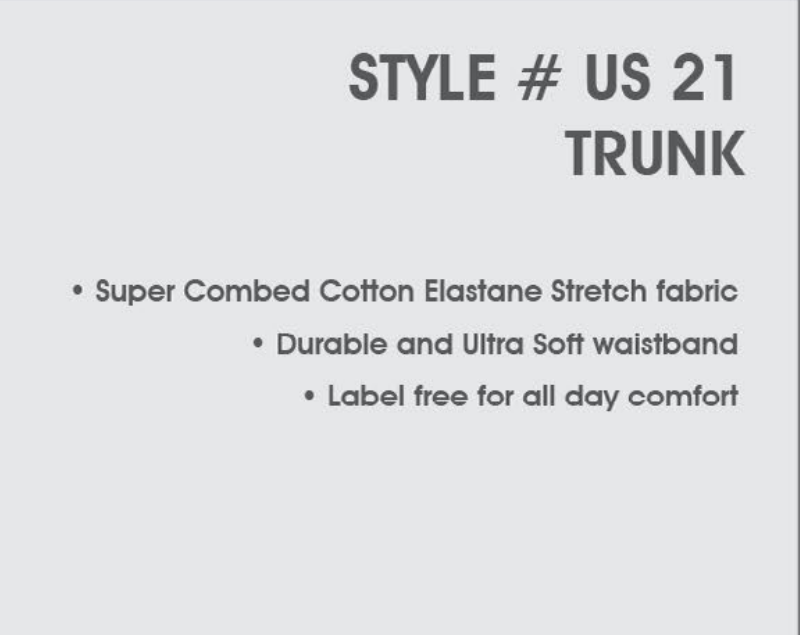 STYLE # US 21
TRUNK
• Super Combed Cotton Elastane Stretch fabric
• Durable and Ultra Soft waistband
• Label free for all day comfort